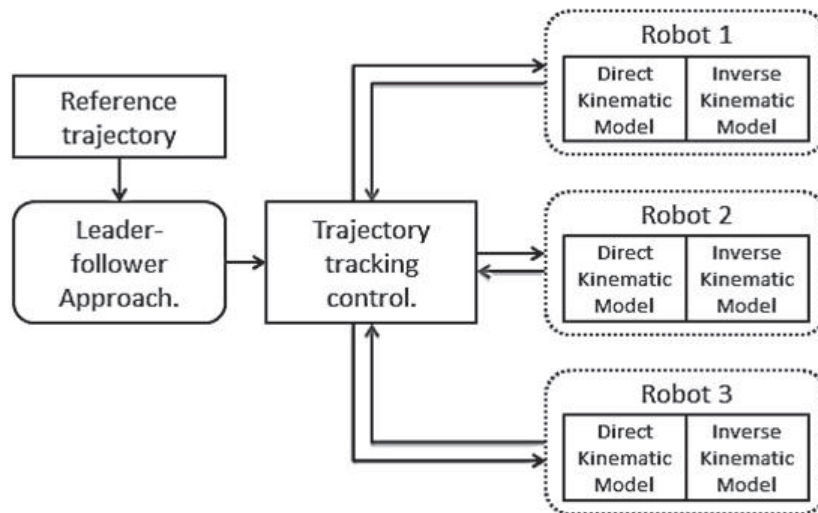 Reference
trajectory
Leader-
follower
Approach.
Trajectory
tracking
control.
Robot 1
Direct
Kinematic
Model
Inverse
Kinematic
Model
Robot 2
Direct
Kinematic
Model
Inverse
Kinematic
Model
Robot 3
Direct
Kinematic
Model
Inverse
Kinematic
Model